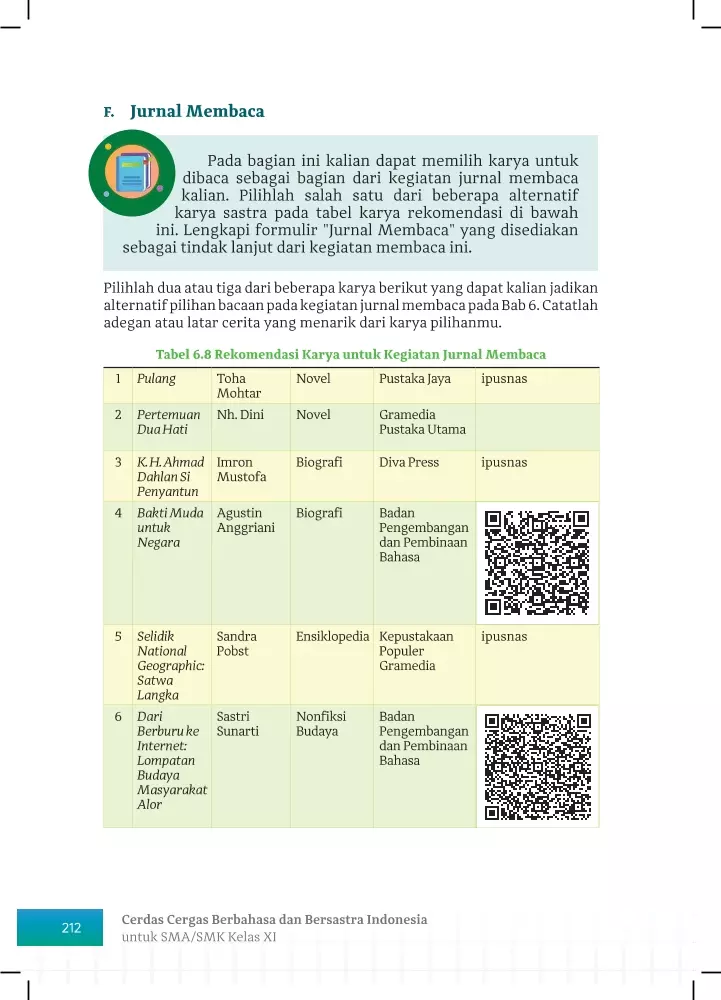 F. Jurnal Membaca
Pada bagian ini kalian dapat memilih karya untuk
dibaca sebagai bagian dari kegiatan jurnal membaca
kalian. Pilihlah salah satu dari beberapa alternatif
karya sastra pada tabel karya rekomendasi di bawah
ini. Lengkapi formulir "Jurnal Membaca" yang disediakan
sebagai tindak lanjut dari kegiatan membaca ini.
Pilihlah dua atau tiga dari beberapa karya berikut yang dapat kalian jadikan
alternatif pilihan bacaan pada kegiatan jurnal membaca pada Bab 6. Catatlah
adegan atau latar cerita yang menarik dari karya pilihanmu.
Tabel 6.8 Rekomendasi Karya untuk Kegiatan Jurnal Membaca
1 Pulang Toha Novel Pustaka Jaya ipusnas
Mohtar
2 Pertemuan Nh. Dini Novel Gramedia
Dua Hati Pustaka Utama
3 K.H. Ahmad Imron Biografi Diva Press ipusnas
Dahlan Si Mustofa
Penyantun
4 Bakti Muda Agustin Biografi Badan
untuk Anggriani Pengembangan
Negara dan Pembinaan
Bahasa
5 Selidik Sandra Ensiklopedia Kepustakaan ipusnas
National Pobst Populer
Geographic: Gramedia
Satwa
Langka
6 Dari Sastri Nonfiksi Badan
Berburu ke Sunarti Budaya Pengembangan
Internet: dan Pembinaan
Lompatan Bahasa
Budaya
Masyarakat
Alor
212
Cerdas Cergas Berbahasa dan Bersastra Indonesia
untuk SMA/SMK Kelas XI